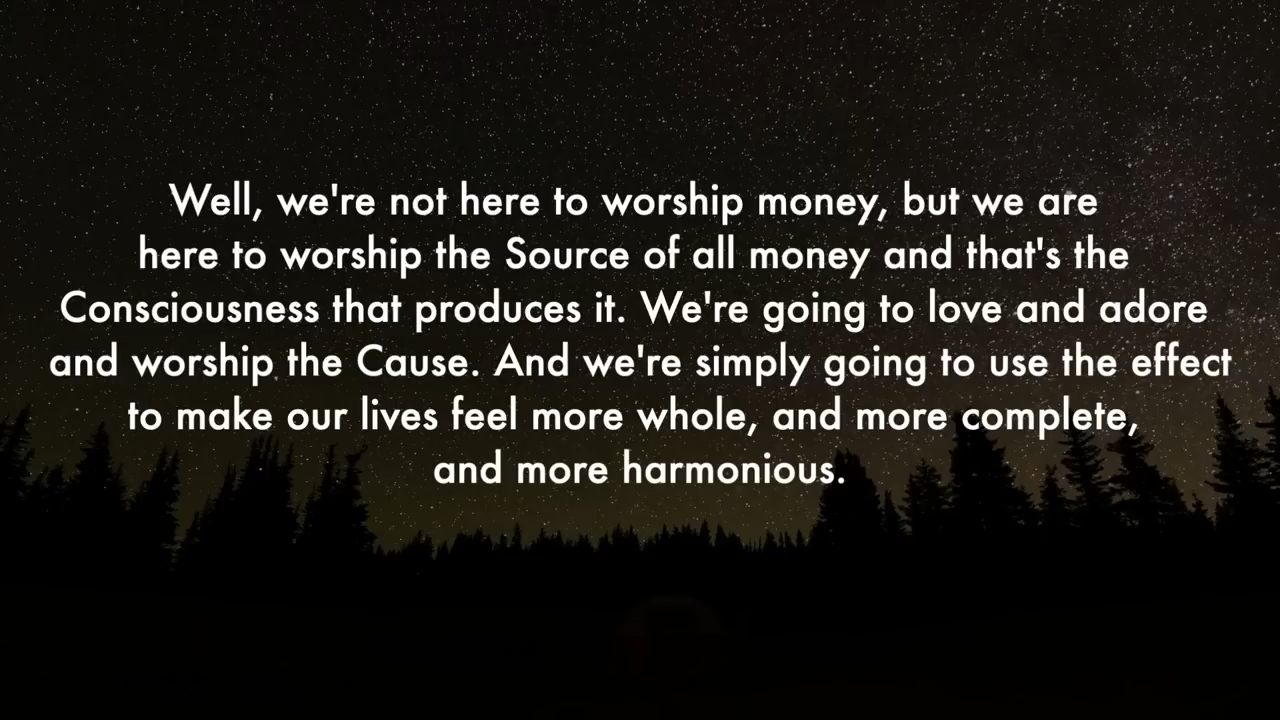 Well, we're not here to worship money, but we are
here to worship the Source of all money and that's the
Consciousness that produces it. We're going to love and adore
and worship the Cause. And we're simply going to use the effect
to make our lives feel more whole, and more complete,
and more harmonious.